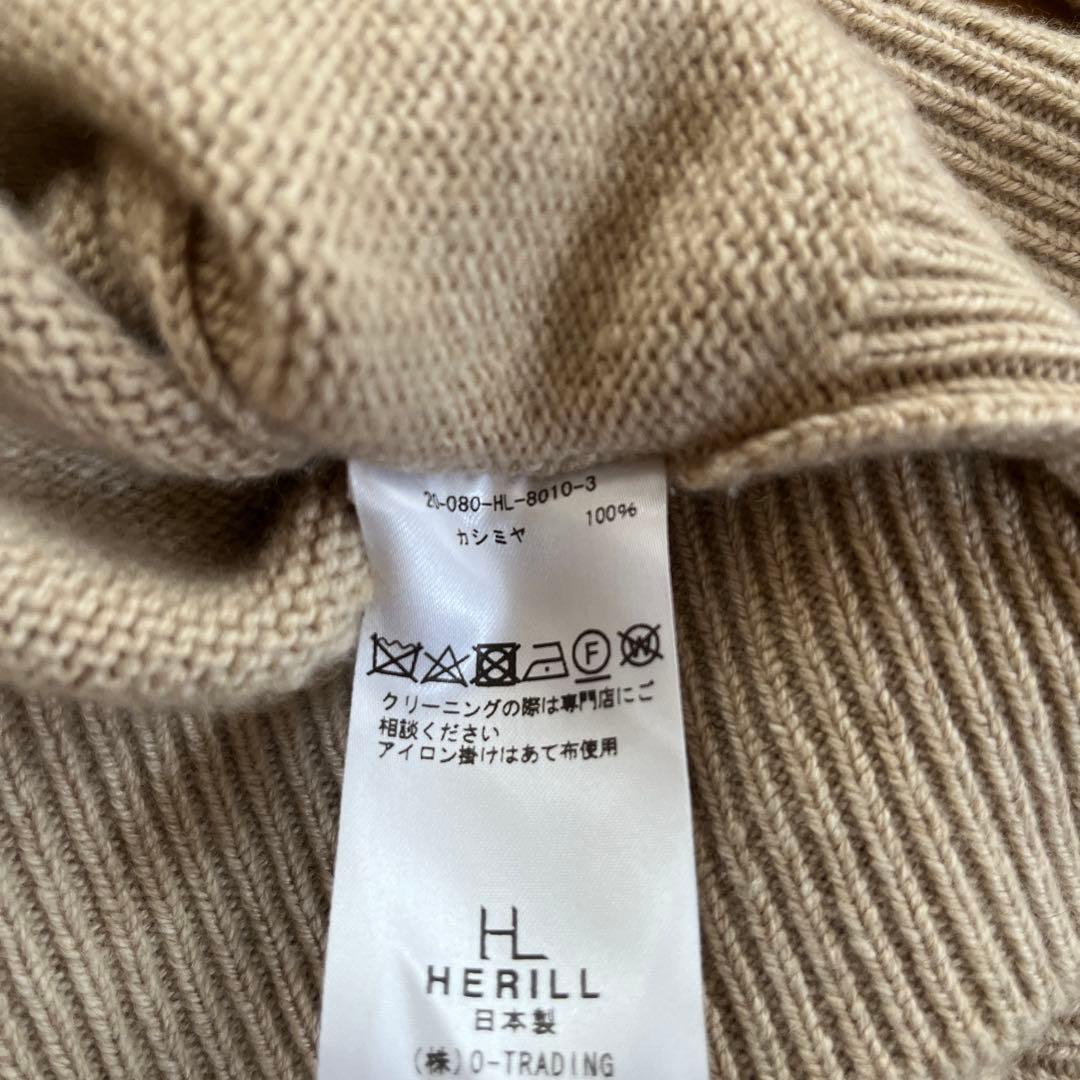 20-080-HL-8010-3
カシミヤ 100%
F W
クリーニングの際は専門店にご
相談ください
アイロン掛けはあて布使用
HL
HERILL
日本製
(株)O-TRADING